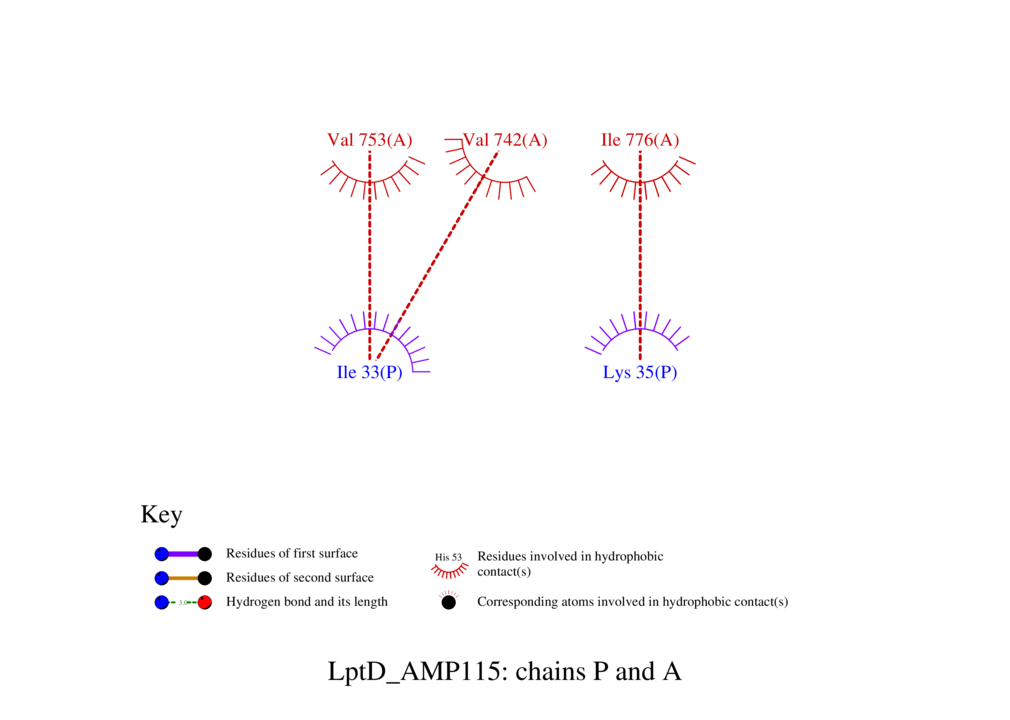 Val 753(A) Val 742(A) Ile 776(A)
Ile 33(P) Lys 35(P)
Key
Residues of first surface
Residues of second surface
3.0
Hydrogen bond and its length
His 53
Residues involved in hydrophobic
contact(s)
Corresponding atoms involved in hydrophobic contact(s)
LptD_AMP115: chains P and A